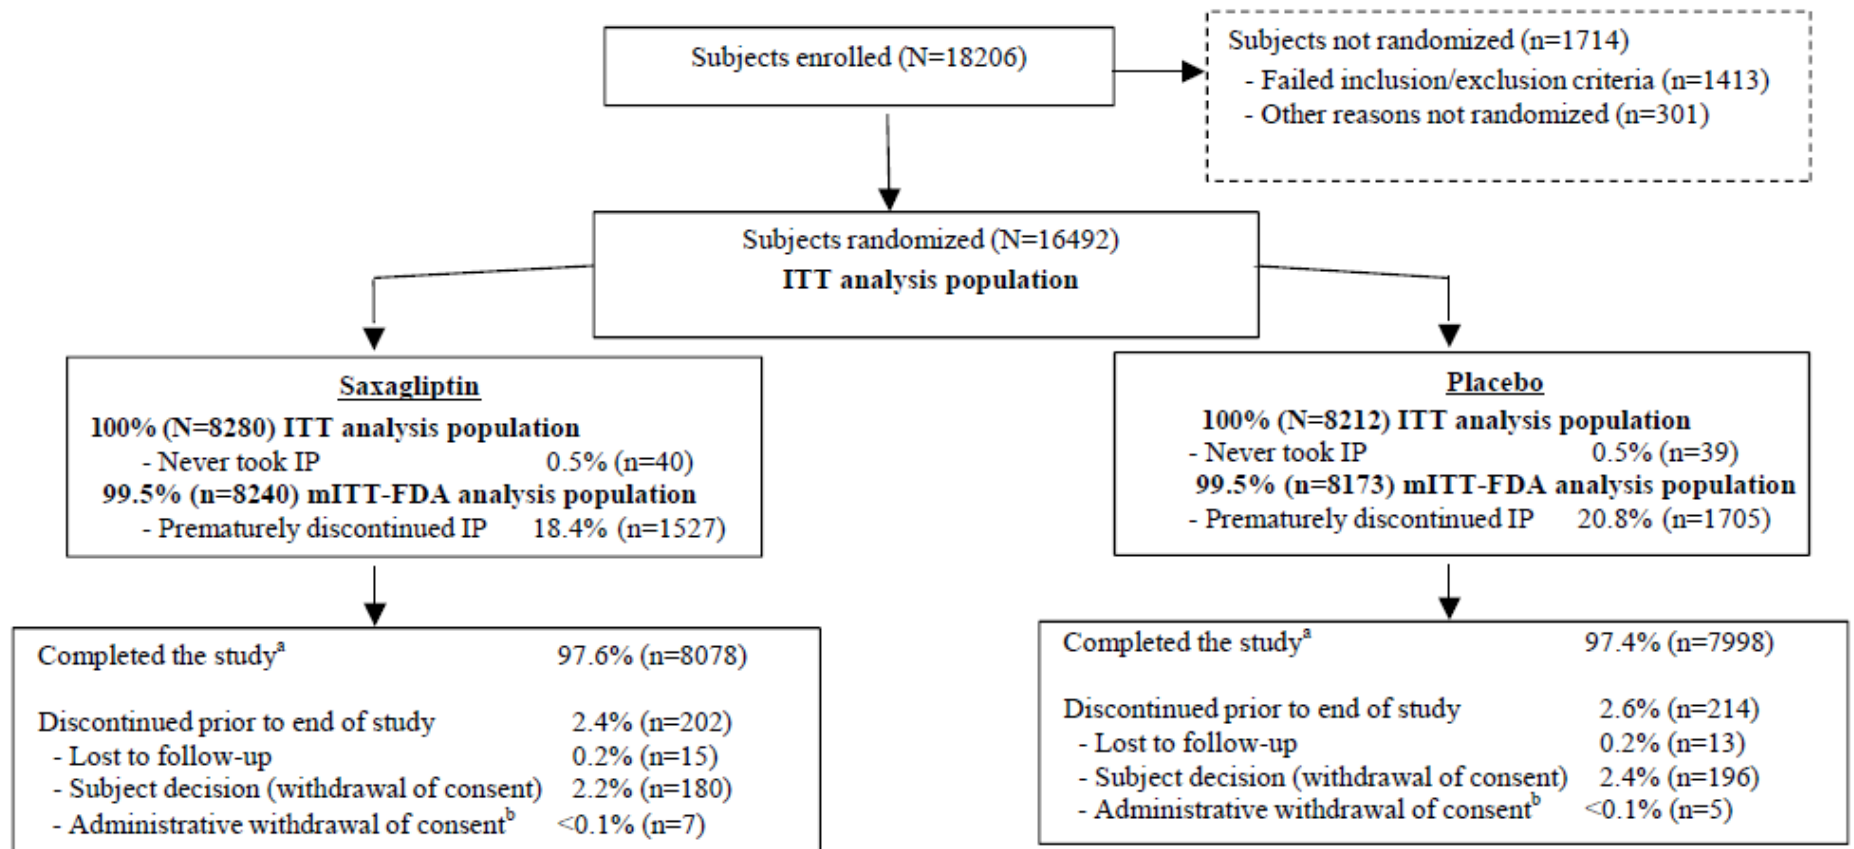 Subjects enrolled (N=18206)
Subjects not randomized (n=1714)
- Failed inclusion/exclusion criteria (n=1413)
- Other reasons not randomized (n=301)
Subjects randomized (N=16492)
ITT analysis population
Saxagliptin
100% (N=8280) ITT analysis population
- Never took IP 0.5% (n=40)
99.5% (n=8240) mITT-FDA analysis population
- Prematurely discontinued IP 18.4% (n=1527)
Placebo
100% (N=8212) ITT analysis population
- Never took IP 0.5% (n=39)
99.5% (n=8173) mITT-FDA analysis population
- Prematurely discontinued IP 20.8% (n=1705)
Completed the study^a 97.6% (n=8078)
Discontinued prior to end of study 2.4% (n=202)
- Lost to follow-up 0.2% (n=15)
- Subject decision (withdrawal of consent) 2.2% (n=180)
- Administrative withdrawal of consent^b <0.1% (n=7)
Completed the study^a 97.4% (n=7998)
Discontinued prior to end of study 2.6% (n=214)
- Lost to follow-up 0.2% (n=13)
- Subject decision (withdrawal of consent) 2.4% (n=196)
- Administrative withdrawal of consent^b <0.1% (n=5)